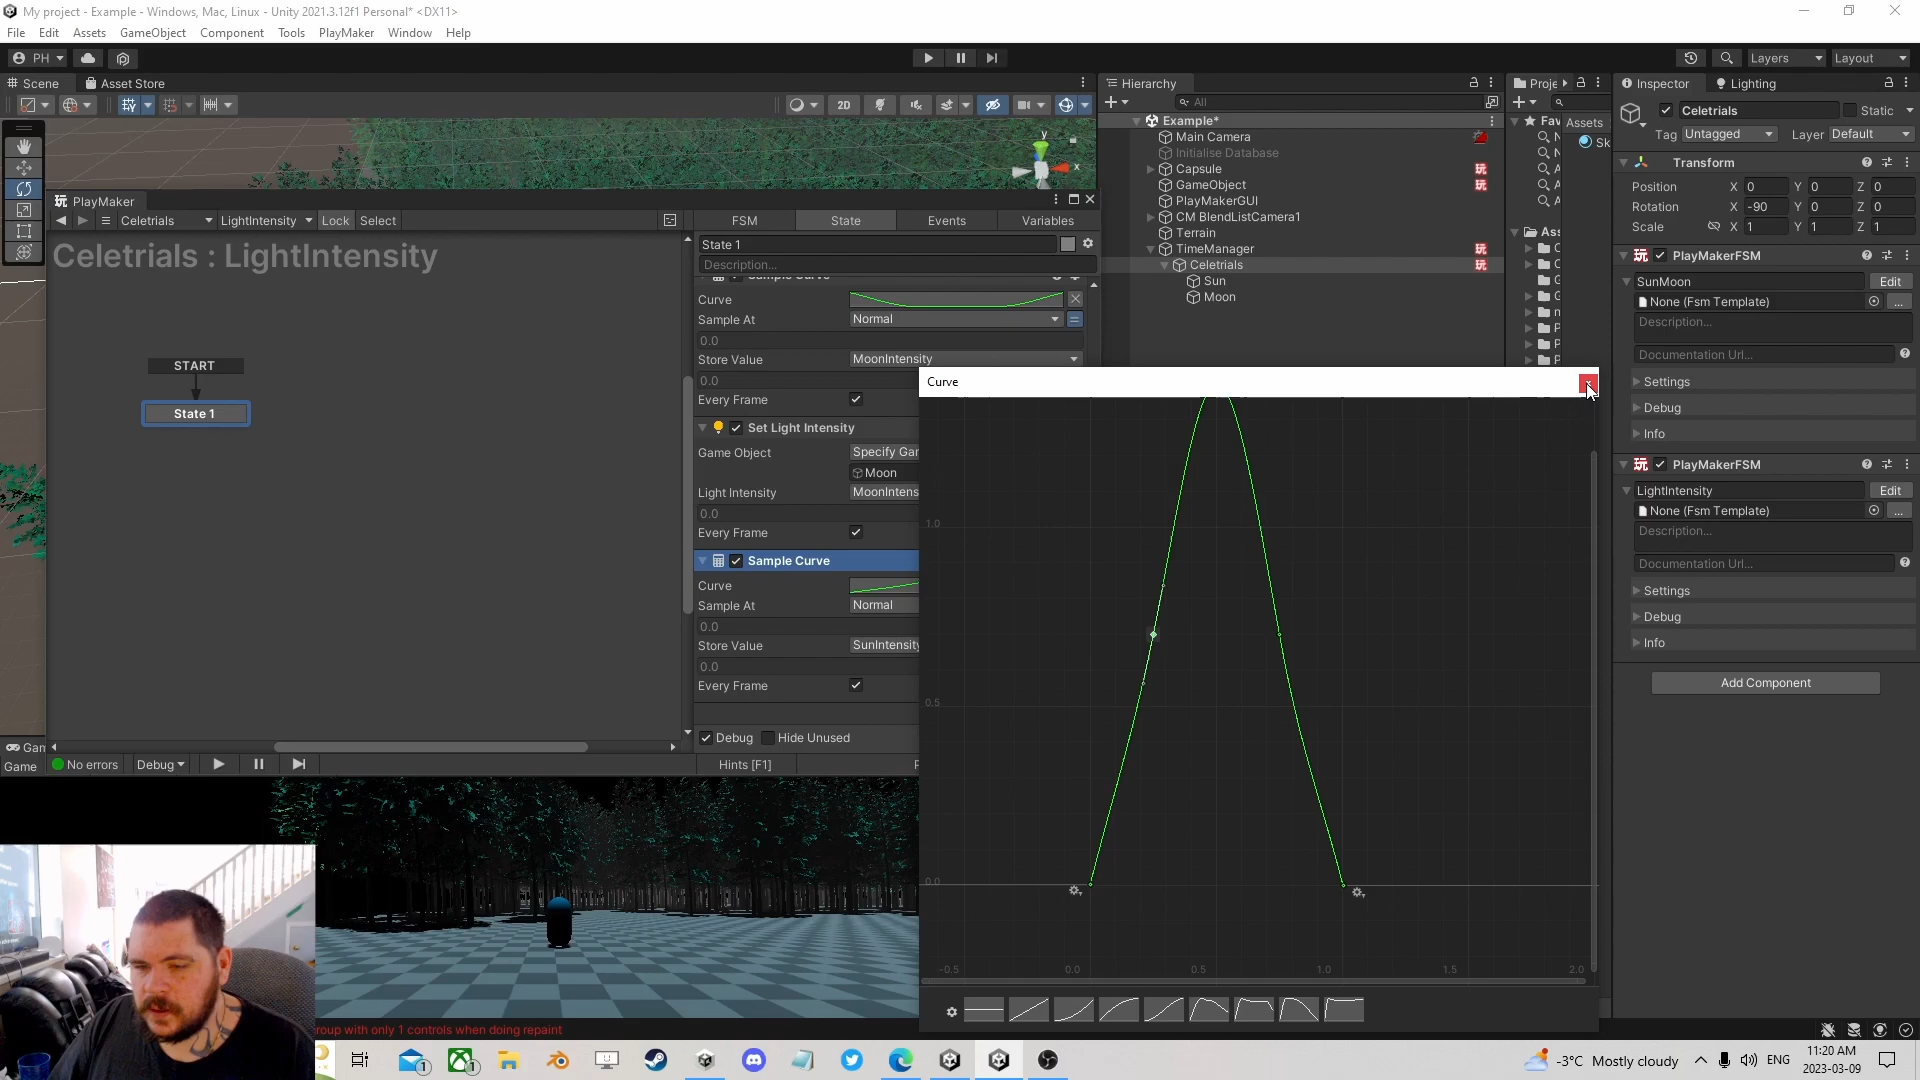 My project - Example - Windows, Mac, Linux - Unity 2021.3.12f1 Personal* <DX11>
File Edit Assets GameObject Component Tools PlayMaker Window Help
PH
Layers
Layout
Scene
Asset Store
2D
y
x
Hierarchy
All
Example*
Main Camera
Initialise Database
Capsule
GameObject
PlayMakerGUI
CM BlendListCamera1
Terrain
TimeManager
Celetrials
Sun
Moon
Proje
Fav
Ass
Assets
Sk
Inspector
Lighting
Celetrials
Static
Tag Untagged
Layer Default
Transform
Position X 0 Y 0 Z 0
Rotation X -90 Y 0 Z 0
Scale X 1 Y 1 Z 1
PlayMakerFSM
SunMoon
Edit
None (Fsm Template)
...
Description...
Documentation Url...
Settings
Debug
Info
PlayMakerFSM
LightIntensity
Edit
None (Fsm Template)
...
Description...
Documentation Url...
Settings
Debug
Info
Add Component
PlayMaker
Celetrials
LightIntensity
Lock
Select
Celetrials : LightIntensity
START
State 1
FSM
State
Events
Variables
State 1
Description...
Sample Curve
Curve
Sample At Normal
=
0.0
Store Value MoonIntensity
0.0
Every Frame
Set Light Intensity
Game Object Specify Gar
Moon
Light Intensity MoonIntens
0.0
Every Frame
Sample Curve
Curve
Sample At Normal
0.0
Store Value SunIntensity
0.0
Every Frame
Debug
Hide Unused
No errors
Debug
Hints [F1]
Gam
Game
Curve
1.0
0.5
0.0
-0.5 0.0 0.5 1.0 1.5 2.0
roup with only 1 controls when doing repaint
-3°C Mostly cloudy
ENG
11:20 AM
2023-03-09